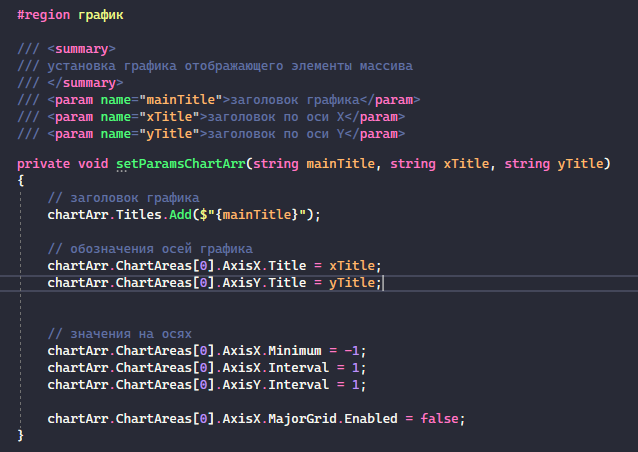 #region график
/// <summary>
/// установка графика отображающего элементы массива
/// </summary>
/// <param name="mainTitle">заголовок графика</param>
/// <param name="xTitle">заголовок по оси X</param>
/// <param name="yTitle">заголовок по оси Y</param>
private void setParamsChartArr(string mainTitle, string xTitle, string yTitle)
{
// заголовок графика
chartArr.Titles.Add($"{mainTitle}");
// обозначения осей графика
chartArr.ChartAreas[0].AxisX.Title = xTitle;
chartArr.ChartAreas[0].AxisY.Title = yTitle;
// значения на осях
chartArr.ChartAreas[0].AxisX.Minimum = -1;
chartArr.ChartAreas[0].AxisX.Interval = 1;
chartArr.ChartAreas[0].AxisY.Interval = 1;
chartArr.ChartAreas[0].AxisX.MajorGrid.Enabled = false;
}